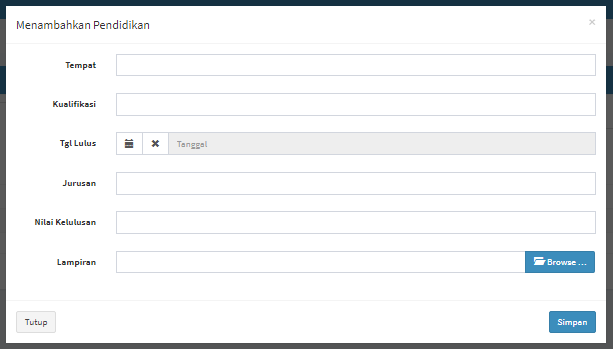 Menambahkan Pendidikan ×
Tempat
Kualifikasi
Tgl Lulus Tanggal
Jurusan
Nilai Kelulusan
Lampiran Browse ...
Tutup Simpan